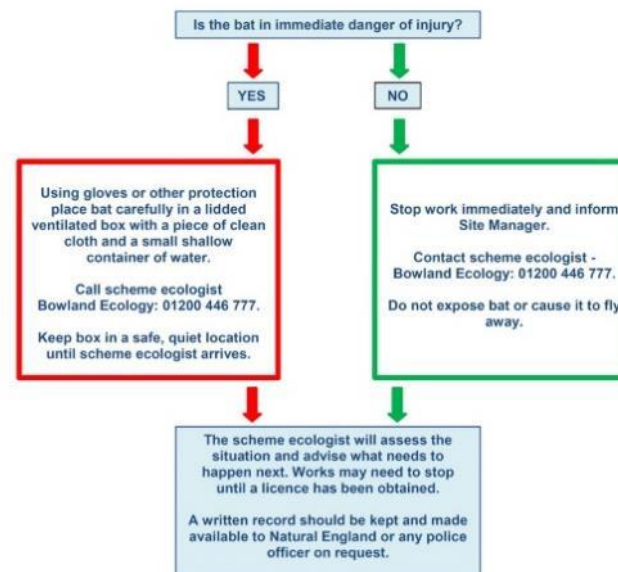 Is the bat in immediate danger of injury?
YES
NO
Using gloves or other protection
place bat carefully in a lidded
ventilated box with a piece of clean
cloth and a small shallow
container of water.
Call scheme ecologist
Bowland Ecology: 01200 446 777.
Keep box in a safe, quiet location
until scheme ecologist arrives.
Stop work immediately and inform
Site Manager.
Contact scheme ecologist -
Bowland Ecology: 01200 446 777.
Do not expose bat or cause it to fly
away.
The scheme ecologist will assess the
situation and advise what needs to
happen next. Works may need to stop
until a licence has been obtained.
A written record should be kept and made
available to Natural England or any police
officer on request.